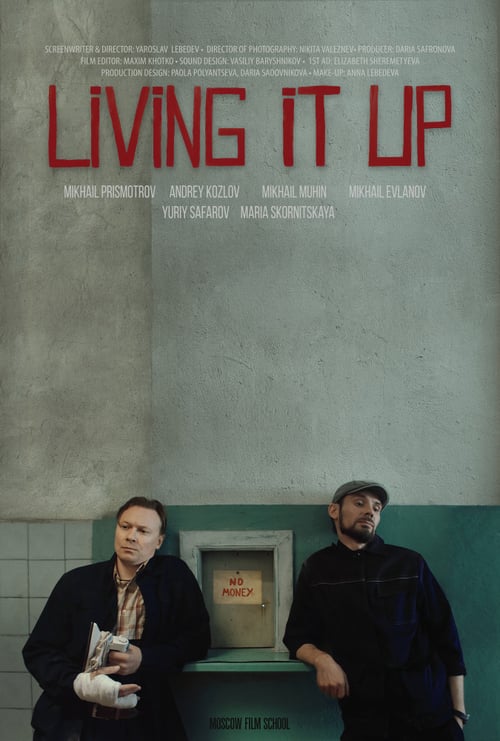 SCREENWRITER & DIRECTOR: YAROSLAV LEBEDEV • DIRECTOR OF PHOTOGRAPHY: NIKITA VALEZNEV • PRODUCER: DARIA SAFRONOVA
FILM EDITOR: MAXIM KHOTKO • SOUND DESIGN: VASILIY BARYSHNIKOV • 1ST AD: ELIZABETH SHEREMETYEVA
PRODUCTION DESIGN: PAOLA POLYANTSEVA, DARIA SADOVNIKOVA • MAKE-UP: ANNA LEBEDEVA
LiViNG iT UP
MIKHAIL PRISMOTROV ANDREY KOZLOV MIKHAIL MUHIN MIKHAIL EVLANOV
YURIY SAFAROV MARIA SKORNITSKAYA
NO
MONEY
MOSCOW FILM SCHOOL